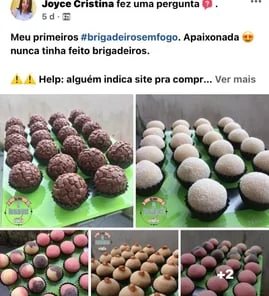 Joyce Cristina fez uma pergunta ❓.
5 d ·
Meu primeiros #brigadeirosemfogo. Apaixonada 😍
nunca tinha feito brigadeiros.
⚠️⚠️ Help: alguém indica site pra compr... Ver mais
+2